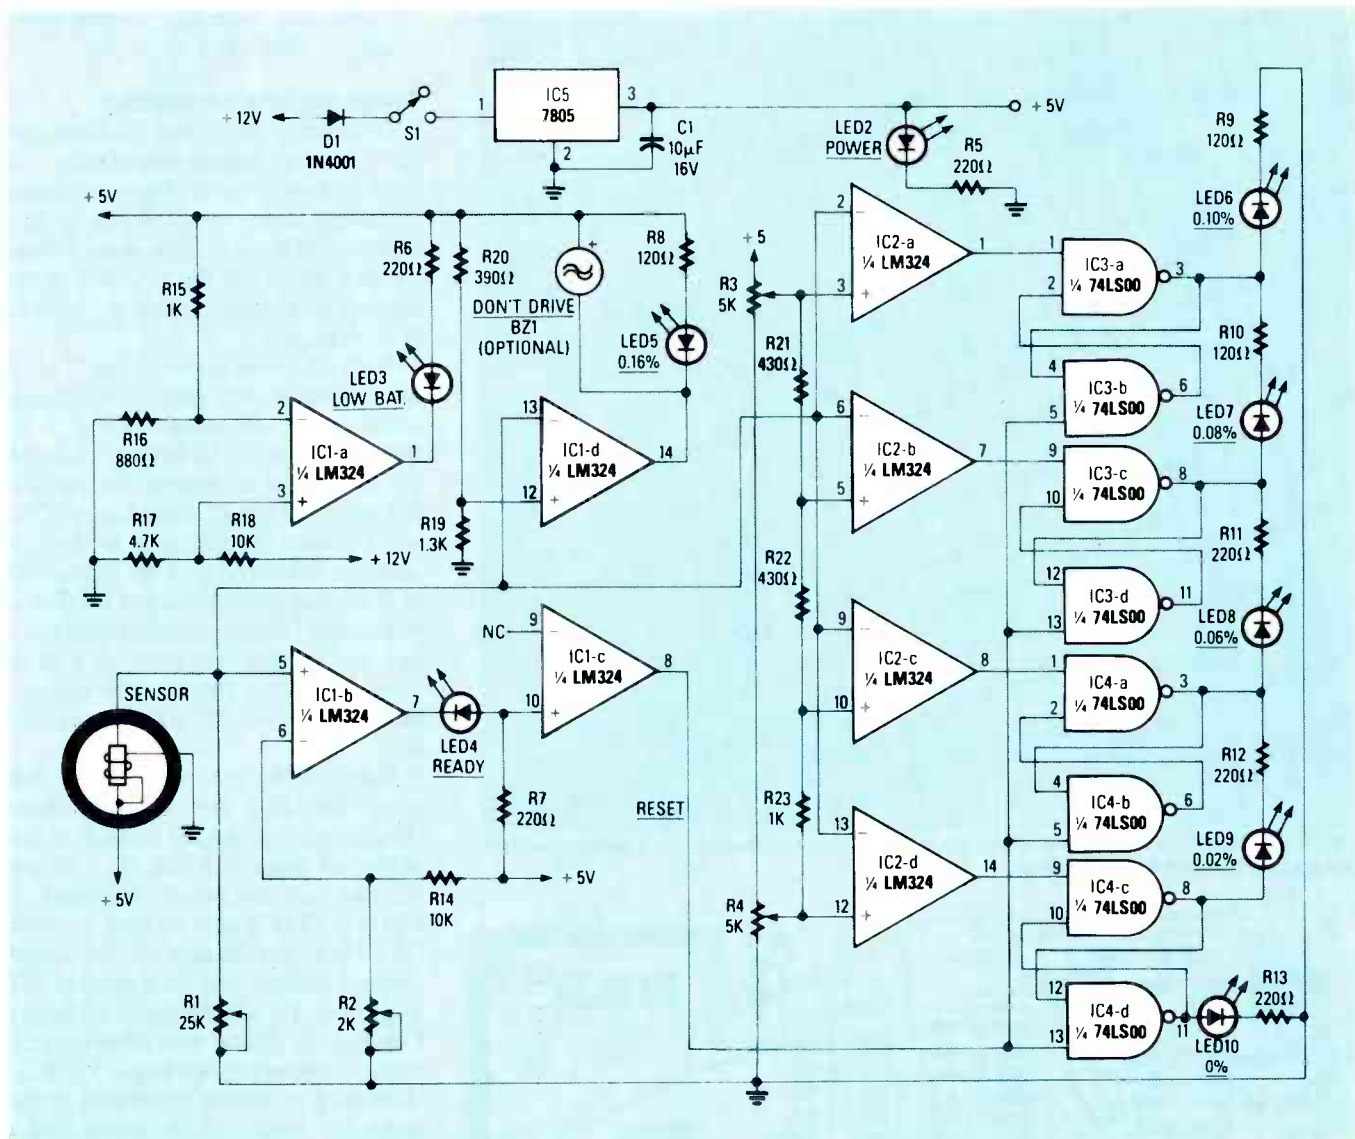 + 12V
D1
1N4001
S1
1
IC5
7805
3
2
C1
10µF
16V
+ 5V
LED2
POWER
R5
220Ω
R9
120Ω
LED6
0.10%
+ 5V
R15
1K
R6
220Ω
R20
390Ω
DON'T DRIVE
BZ1
(OPTIONAL)
+
R8
120Ω
LED5
0.16%
LED3
LOW BAT.
R16
880Ω
2
−
IC1-a
¼ LM324
1
3
+
R17
4.7K
R18
10K
+ 12V
R19
1.3K
13
−
IC1-d
¼ LM324
14
12
+
+ 5
R3
5K
R21
430Ω
R22
430Ω
R23
1K
R4
5K
2
−
IC2-a
¼ LM324
1
3
+
6
−
IC2-b
¼ LM324
7
5
+
9
−
IC2-c
¼ LM324
8
10
+
13
−
IC2-d
¼ LM324
14
12
+
1
2
IC3-a
¼ 74LS00
3
4
5
IC3-b
¼ 74LS00
6
9
10
IC3-c
¼ 74LS00
8
12
13
IC3-d
¼ 74LS00
11
1
2
IC4-a
¼ 74LS00
3
4
5
IC4-b
¼ 74LS00
6
9
10
IC4-c
¼ 74LS00
8
12
13
IC4-d
¼ 74LS00
11
R10
120Ω
LED7
0.08%
R11
220Ω
LED8
0.06%
R12
220Ω
LED9
0.02%
R13
220Ω
LED10
0%
SENSOR
+ 5V
5
+
IC1-b
¼ LM324
7
6
−
LED4
READY
NC
9
−
IC1-c
¼ LM324
8
10
+
R7
220Ω
RESET
R14
10K
+ 5V
R1
25K
R2
2K